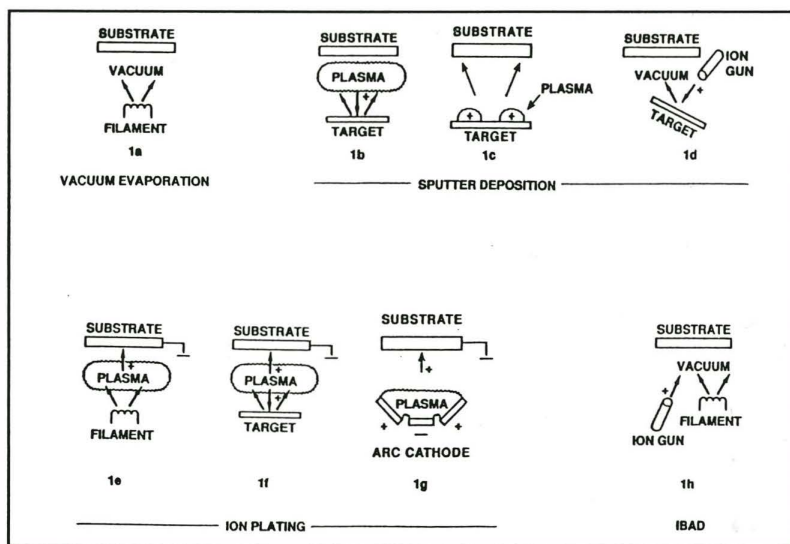 SUBSTRATE
VACUUM
FILAMENT
1a
VACUUM EVAPORATION
SUBSTRATE
PLASMA
+
TARGET
1b
SUBSTRATE
PLASMA
+ +
TARGET
1c
SUBSTRATE
ION
GUN
VACUUM
+
TARGET
1d
SPUTTER DEPOSITION
SUBSTRATE
+
PLASMA
FILAMENT
1e
SUBSTRATE
+
PLASMA
+
TARGET
1f
SUBSTRATE
+
PLASMA
+ − +
ARC CATHODE
1g
ION PLATING
SUBSTRATE
VACUUM
+
FILAMENT
ION GUN
1h
IBAD